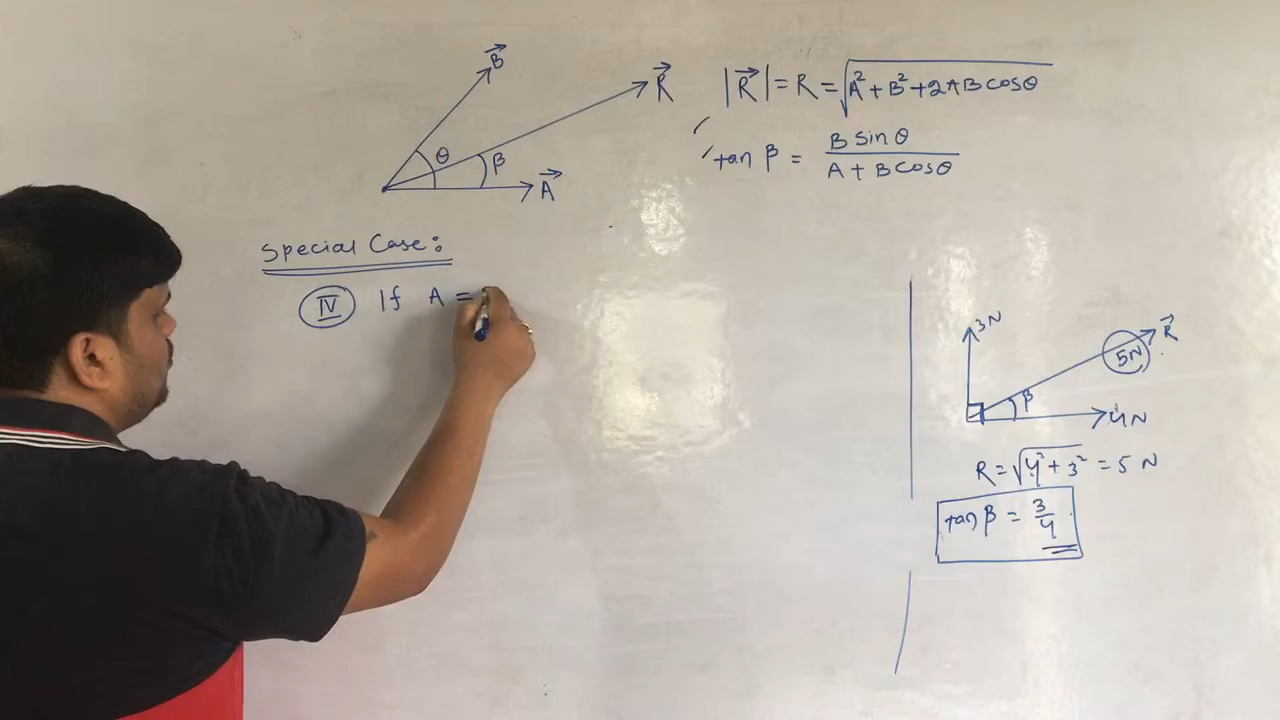 B⃗
R⃗
θ
β
A⃗
|R⃗| = R = √(A² + B² + 2AB cosθ)
tan β = B sin θ / (A + B cosθ)
Special Case:
IV If A =
3N
5N
R⃗
β
4N
R = √(4² + 3²) = 5 N
tan β = 3/4